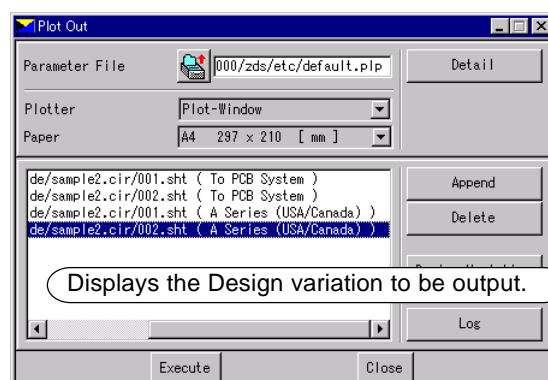 Plot Out
Parameter File 000/zds/etc/default.plp Detail
Plotter Plot-Window
Paper A4 297 × 210 [ mm ]
de/sample2.cir/001.sht ( To PCB System ) Append
de/sample2.cir/002.sht ( To PCB System )
de/sample2.cir/001.sht ( A Series (USA/Canada) ) Delete
de/sample2.cir/002.sht ( A Series (USA/Canada) )
Displays the Design variation to be output.
Log
Execute Close